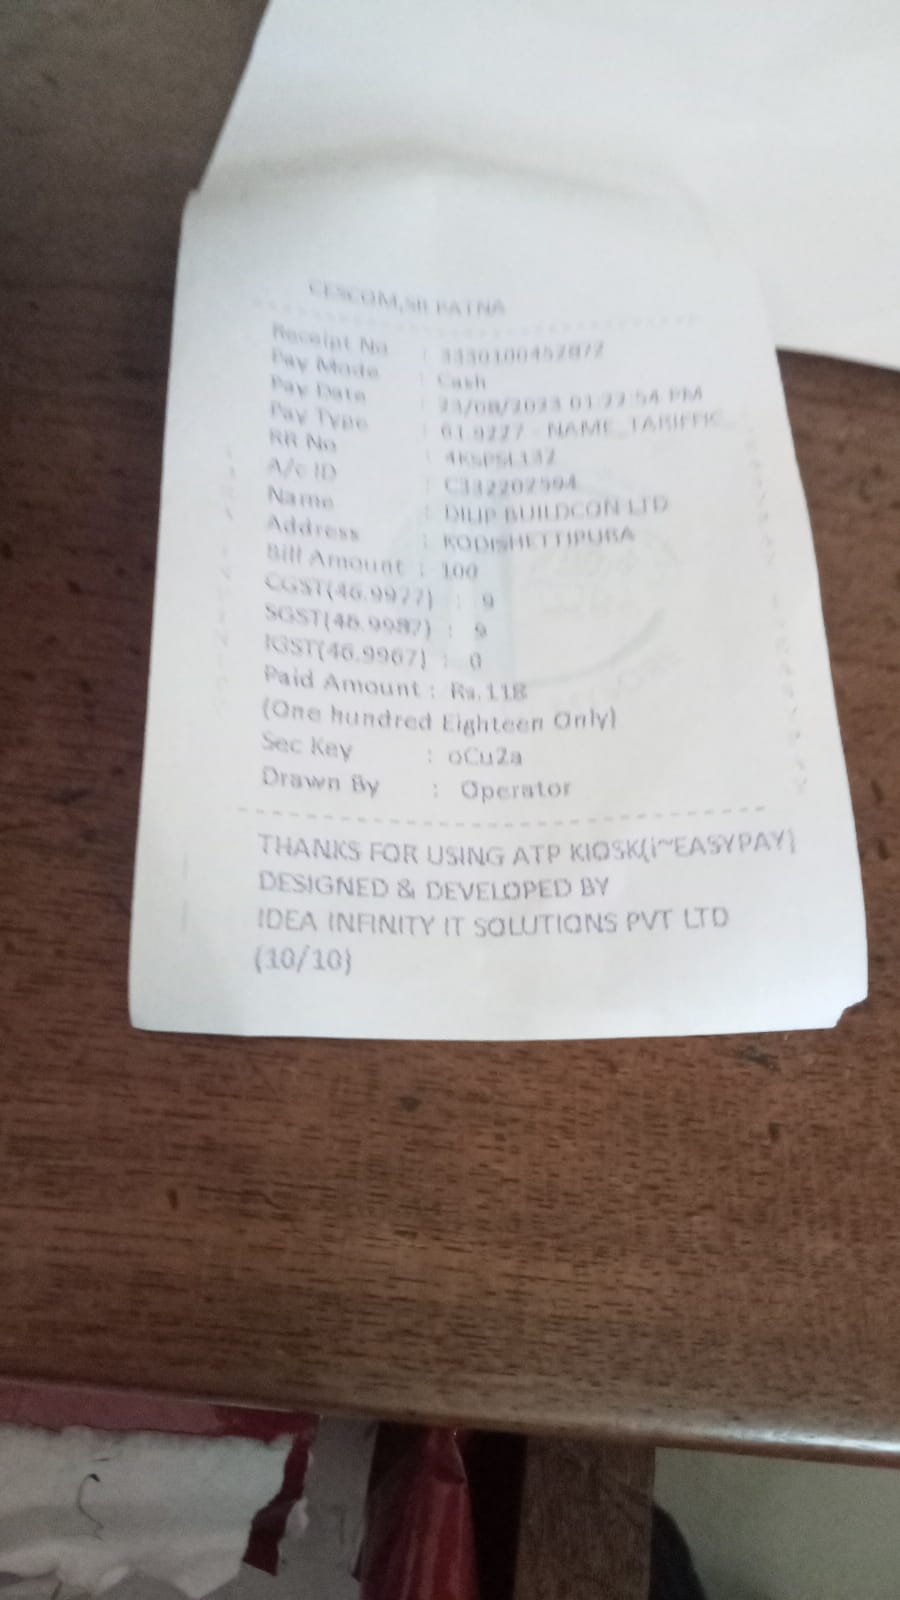 CESCOM,SR PATNA
Receipt No : 3330100452872
Pay Mode : Cash
Pay Date : 23/08/2023 01:22:54 PM
Pay Type : 61.9227 - NAME_TARIFFIC_
RR No : 4KSPSL132
A/c ID : C332202594
Name : DILIP BUILDCON LTD
Address : KODISHETTIPURA
Bill Amount : 100
CGST(46.9977) : 9
SGST(46.9987) : 9
IGST(46.9967) : 0
Paid Amount : Rs.118
(One hundred Eighteen Only)
Sec Key : oCu2a
Drawn By : Operator
THANKS FOR USING ATP KIOSK(i~EASYPAY)
DESIGNED & DEVELOPED BY
IDEA INFINITY IT SOLUTIONS PVT LTD
(10/10)